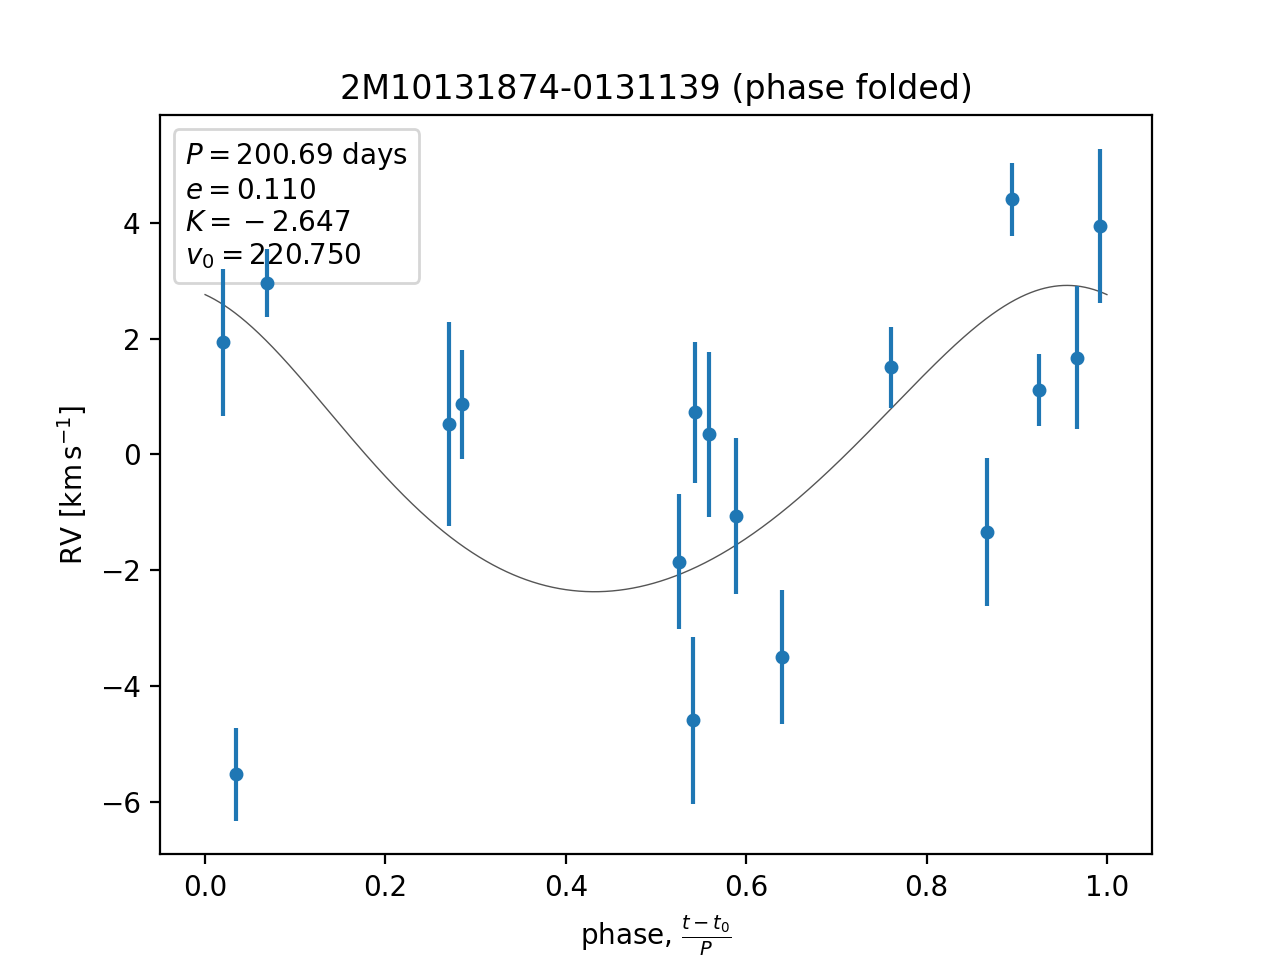 2M10131874-0131139 (phase folded)
P = 200.69 days
e = 0.110
K = −2.647
v₀ = 220.750
RV [km s⁻¹]
4
2
0
−2
−4
−6
0.0 0.2 0.4 0.6 0.8 1.0
phase, (t − t₀)/P